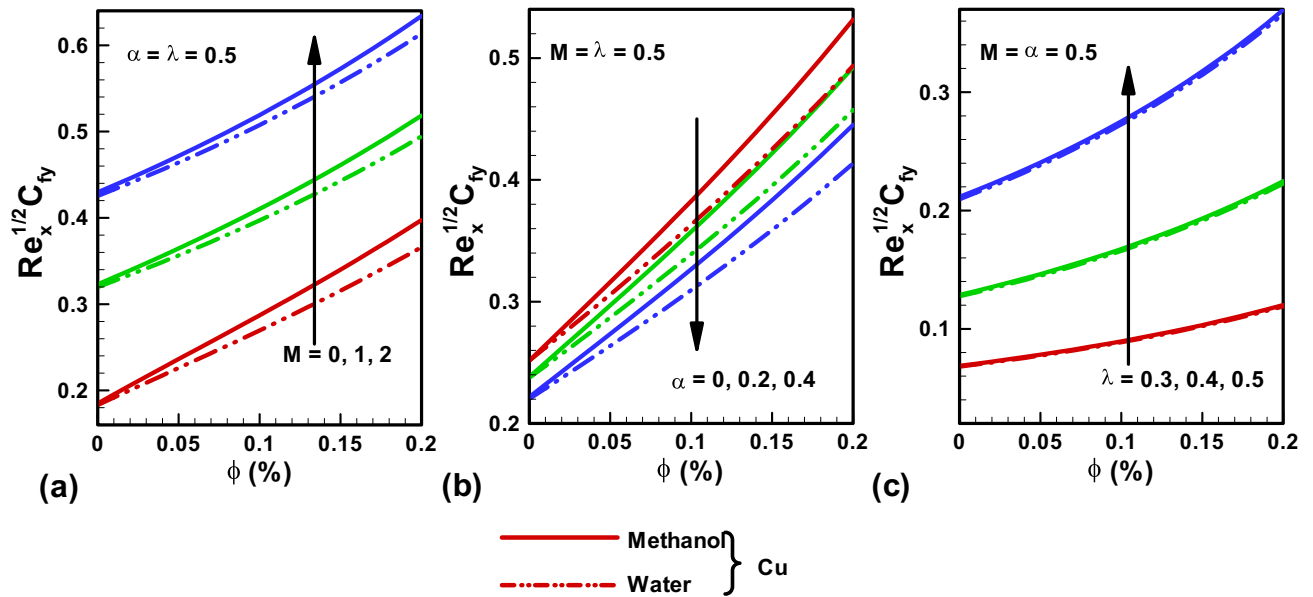 Re_x^1/2 C_fy
0.6
0.5
0.4
0.3
0.2
α = λ = 0.5
M = 0, 1, 2
0 0.05 0.1 0.15 0.2
ϕ (%)
(a)
Re_x^1/2 C_fy
0.5
0.4
0.3
0.2
M = λ = 0.5
α = 0, 0.2, 0.4
0 0.05 0.1 0.15 0.2
ϕ (%)
(b)
Re_x^1/2 C_fy
0.3
0.2
0.1
M = α = 0.5
λ = 0.3, 0.4, 0.5
0 0.05 0.1 0.15 0.2
ϕ (%)
(c)
Methanol
Water
Cu